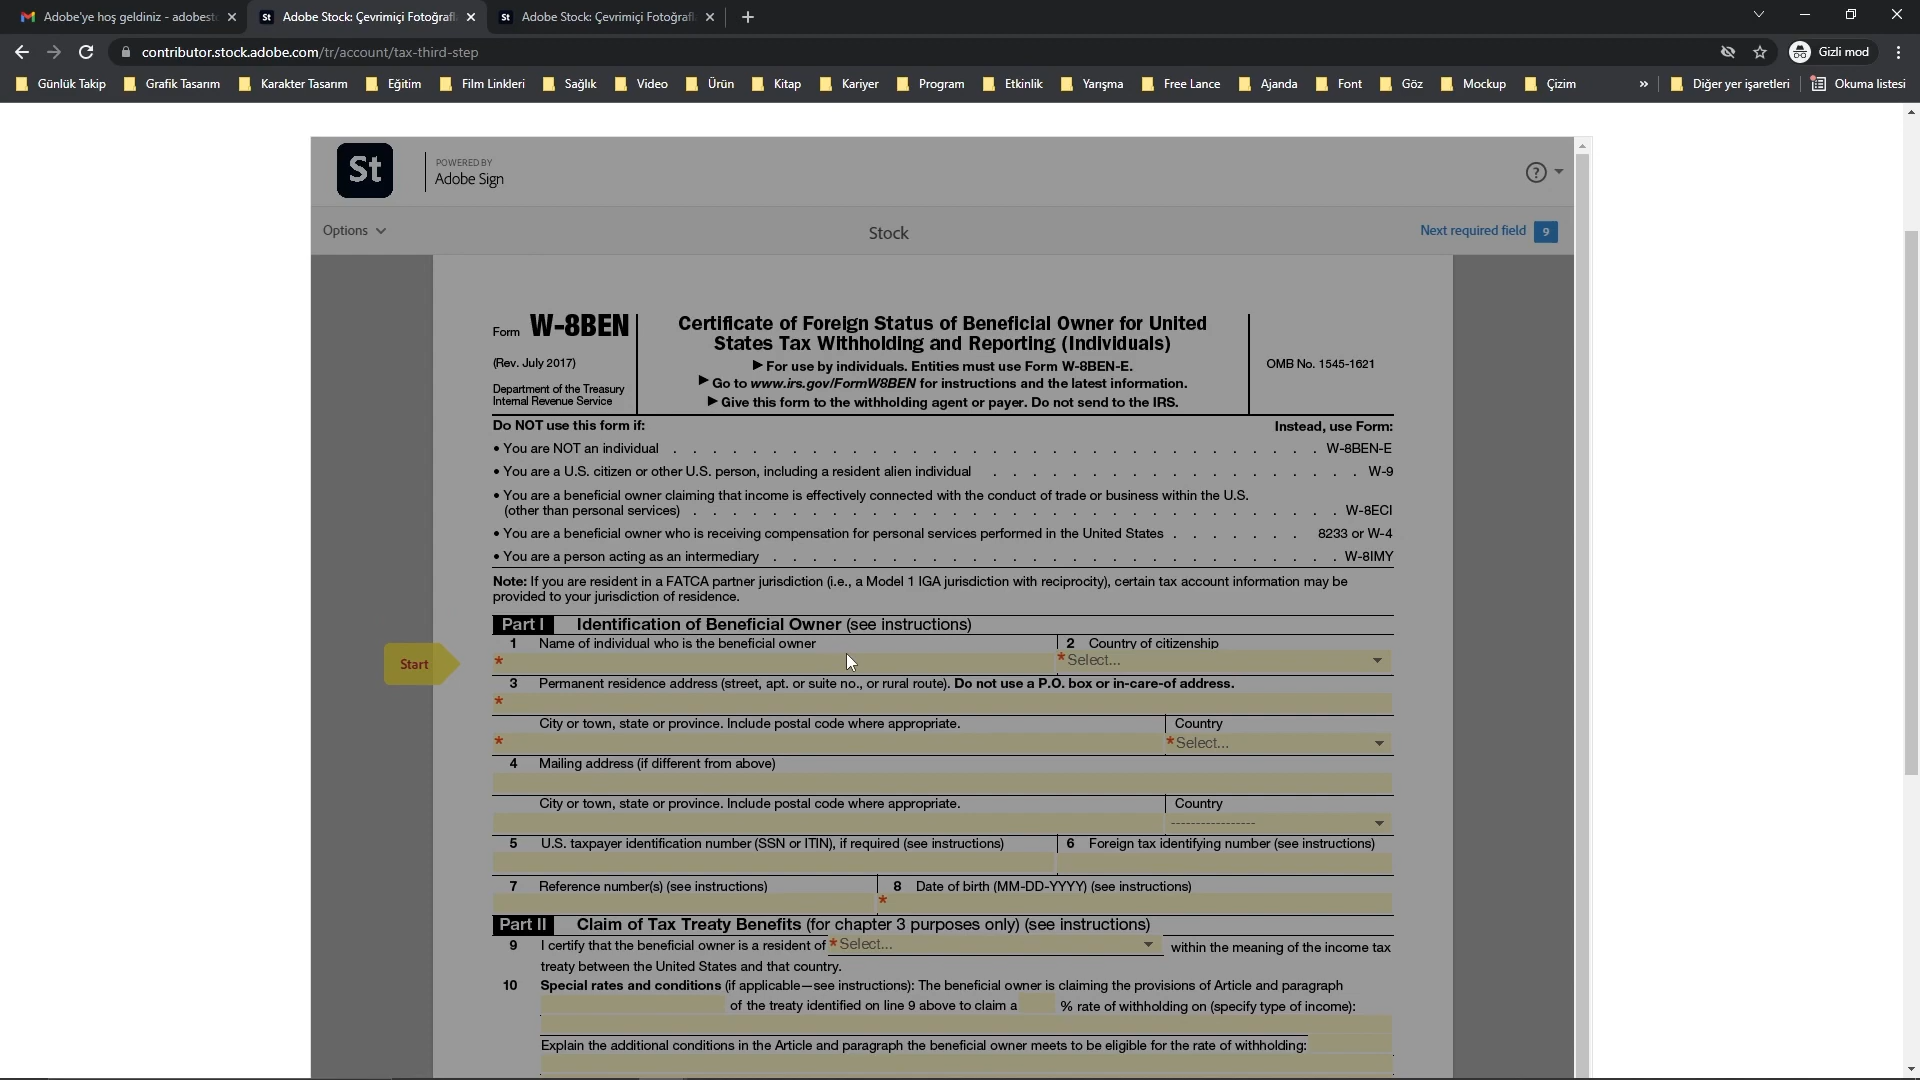 Adobe'ye hoş geldiniz - adobest
St Adobe Stock: Çevrimiçi Fotoğrafl
St Adobe Stock: Çevrimiçi Fotoğrafl
contributor.stock.adobe.com/tr/account/tax-third-step
Gizli mod
Günlük Takip Grafik Tasarım Karakter Tasarım Eğitim Film Linkleri Sağlık Video Ürün Kitap Kariyer Program Etkinlik Yarışma Free Lance Ajanda Font Göz Mockup Çizim » Diğer yer işaretleri Okuma listesi
St
POWERED BY
Adobe Sign
?
Options
Stock
Next required field 9
Form W-8BEN
(Rev. July 2017)
Department of the Treasury
Internal Revenue Service
Certificate of Foreign Status of Beneficial Owner for United
States Tax Withholding and Reporting (Individuals)
▶ For use by individuals. Entities must use Form W-8BEN-E.
▶ Go to www.irs.gov/FormW8BEN for instructions and the latest information.
▶ Give this form to the withholding agent or payer. Do not send to the IRS.
OMB No. 1545-1621
Do NOT use this form if: Instead, use Form:
• You are NOT an individual . . . . . . . . . . . . . . . . . . . . . . . . . . . . . . . . . W-8BEN-E
• You are a U.S. citizen or other U.S. person, including a resident alien individual . . . . . . . . . . . . . . . . . . . W-9
• You are a beneficial owner claiming that income is effectively connected with the conduct of trade or business within the U.S.
(other than personal services) . . . . . . . . . . . . . . . . . . . . . . . . . . . . . . . . . W-8ECI
• You are a beneficial owner who is receiving compensation for personal services performed in the United States . . . . . . . 8233 or W-4
• You are a person acting as an intermediary . . . . . . . . . . . . . . . . . . . . . . . . . . . . . W-8IMY
Note: If you are resident in a FATCA partner jurisdiction (i.e., a Model 1 IGA jurisdiction with reciprocity), certain tax account information may be
provided to your jurisdiction of residence.
Part I Identification of Beneficial Owner (see instructions)
1 Name of individual who is the beneficial owner
2 Country of citizenship
Start
*
* Select...
3 Permanent residence address (street, apt. or suite no., or rural route). Do not use a P.O. box or in-care-of address.
*
City or town, state or province. Include postal code where appropriate.
Country
*
* Select...
4 Mailing address (if different from above)
City or town, state or province. Include postal code where appropriate.
Country
-----------------
5 U.S. taxpayer identification number (SSN or ITIN), if required (see instructions)
6 Foreign tax identifying number (see instructions)
7 Reference number(s) (see instructions)
8 Date of birth (MM-DD-YYYY) (see instructions)
*
Part II Claim of Tax Treaty Benefits (for chapter 3 purposes only) (see instructions)
9 I certify that the beneficial owner is a resident of * Select... within the meaning of the income tax
treaty between the United States and that country.
10 Special rates and conditions (if applicable—see instructions): The beneficial owner is claiming the provisions of Article and paragraph
of the treaty identified on line 9 above to claim a % rate of withholding on (specify type of income):
Explain the additional conditions in the Article and paragraph the beneficial owner meets to be eligible for the rate of withholding: